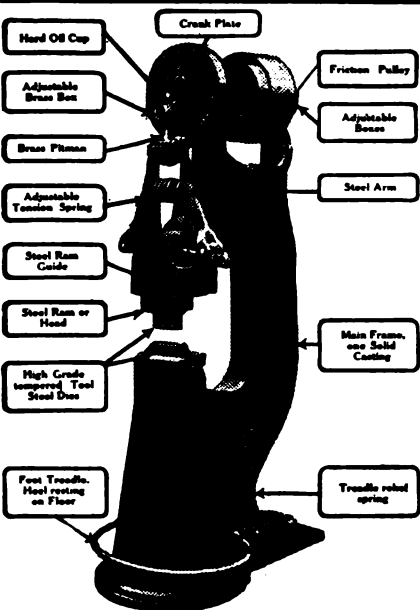 Crank Plate
Hard Oil Cup
Adjustable
Brass Box
Brass Pitman
Adjustable
Tension Spring
Steel Ram
Guide
Steel Ram or
Head
High Grade
tempered Tool
Steel Dies
Foot Treadle.
Heel resting
on Floor
Friction Pulley
Adjustable
Boxes
Steel Arm
Main Frame,
one Solid
Casting
Treadle relief
spring